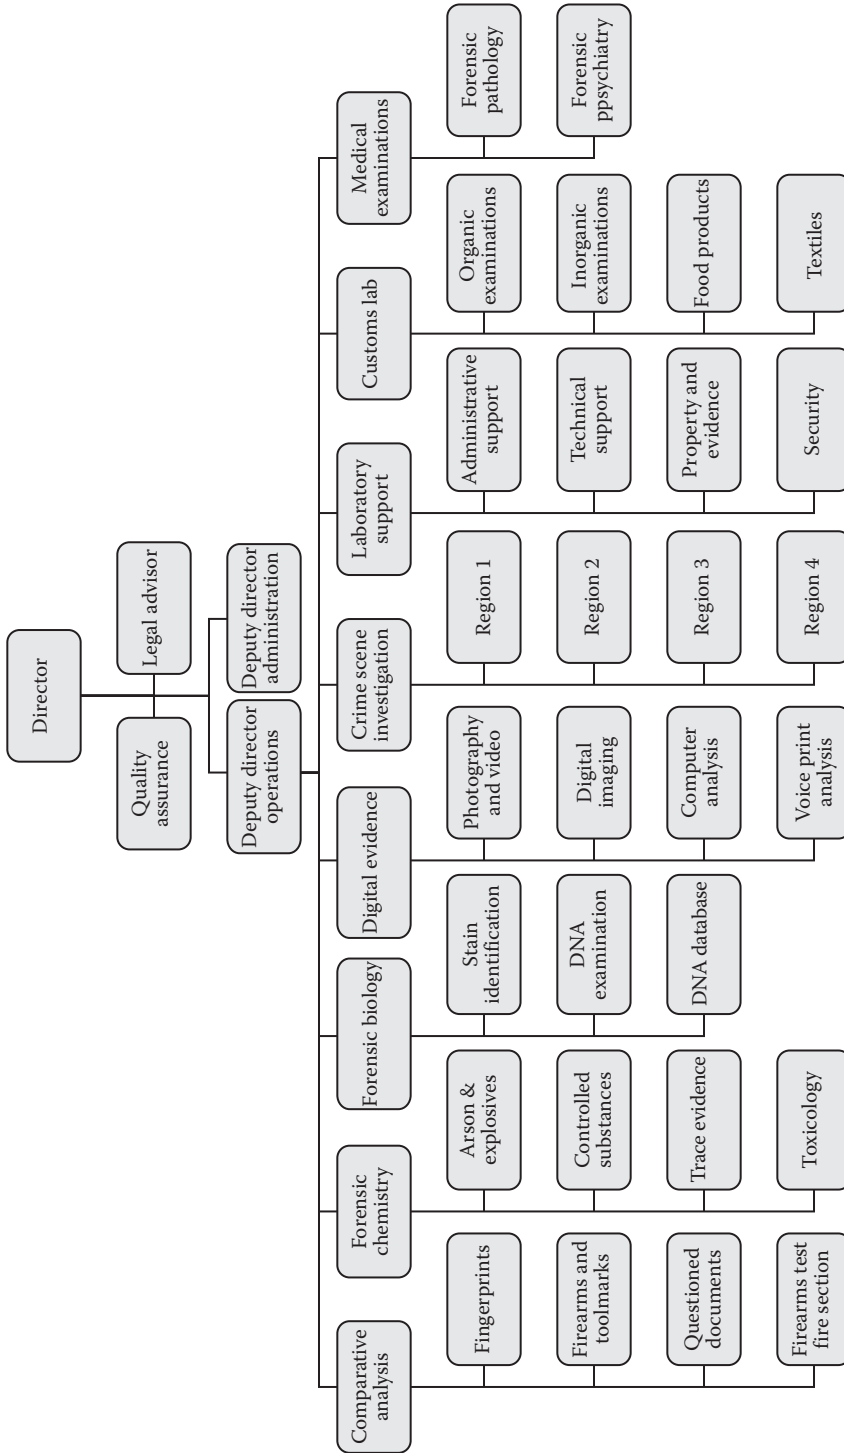 Director
Quality
assurance
Legal advisor
Deputy director
operations
Deputy director
administration
Comparative
analysis
Fingerprints
Firearms and
toolmarks
Questioned
documents
Firearms test
fire section
Forensic
chemistry
Arson &
explosives
Controlled
substances
Trace evidence
Toxicology
Forensic biology
Stain
identification
DNA
examination
DNA database
Digital evidence
Photography
and video
Digital
imaging
Computer
analysis
Voice print
analysis
Crime scene
investigation
Region 1
Region 2
Region 3
Region 4
Laboratory
support
Administrative
support
Technical
support
Property and
evidence
Security
Customs lab
Organic
examinations
Inorganic
examinations
Food products
Textiles
Medical
examinations
Forensic
pathology
Forensic
ppsychiatry